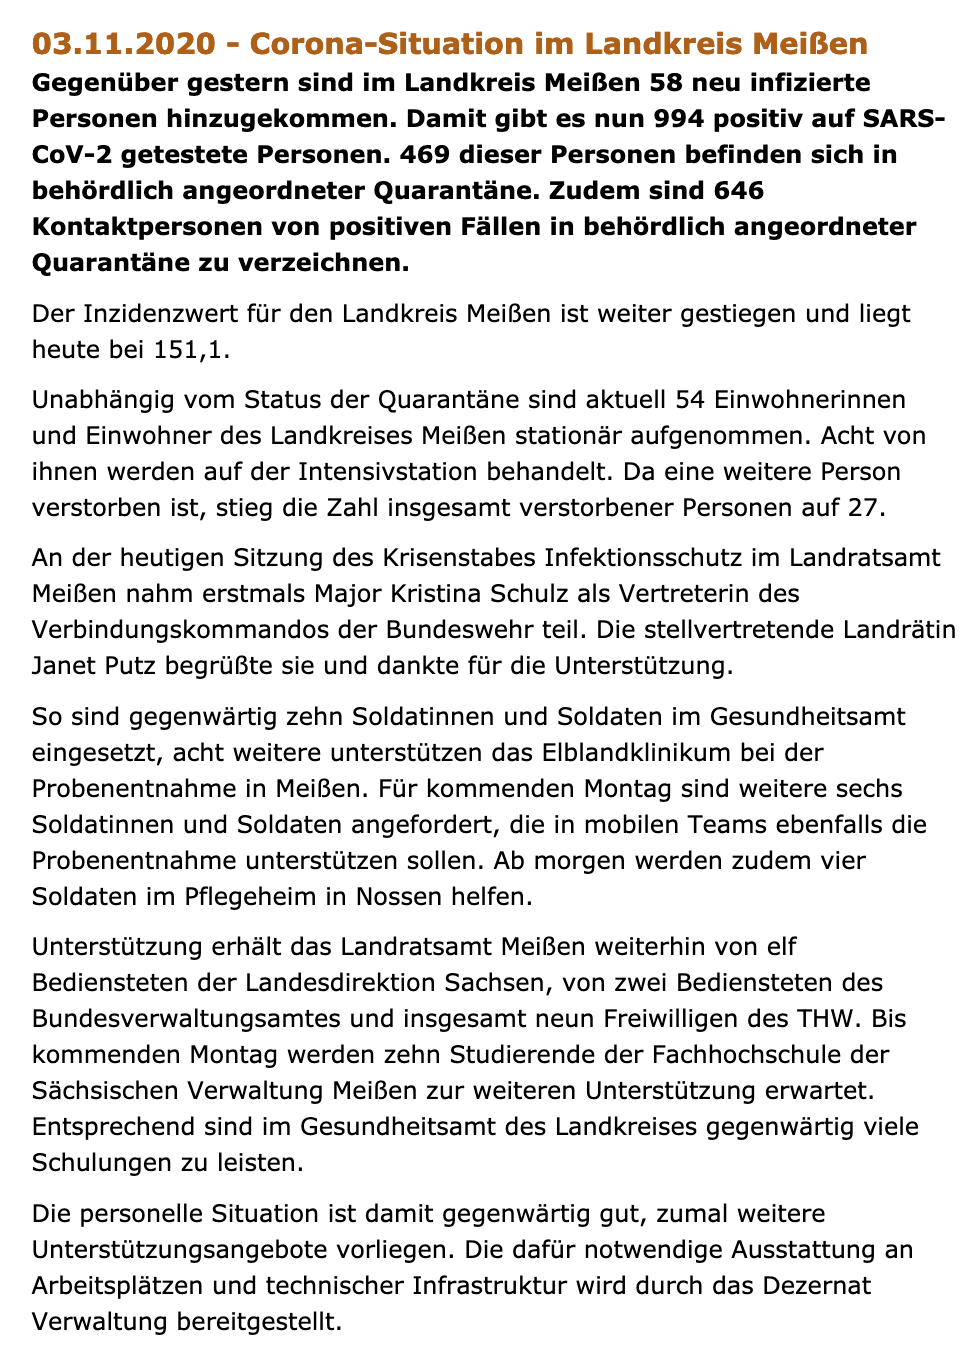 03.11.2020 - Corona-Situation im Landkreis Meißen
Gegenüber gestern sind im Landkreis Meißen 58 neu infizierte
Personen hinzugekommen. Damit gibt es nun 994 positiv auf SARS-
CoV-2 getestete Personen. 469 dieser Personen befinden sich in
behördlich angeordneter Quarantäne. Zudem sind 646
Kontaktpersonen von positiven Fällen in behördlich angeordneter
Quarantäne zu verzeichnen.
Der Inzidenzwert für den Landkreis Meißen ist weiter gestiegen und liegt
heute bei 151,1.
Unabhängig vom Status der Quarantäne sind aktuell 54 Einwohnerinnen
und Einwohner des Landkreises Meißen stationär aufgenommen. Acht von
ihnen werden auf der Intensivstation behandelt. Da eine weitere Person
verstorben ist, stieg die Zahl insgesamt verstorbener Personen auf 27.
An der heutigen Sitzung des Krisenstabes Infektionsschutz im Landratsamt
Meißen nahm erstmals Major Kristina Schulz als Vertreterin des
Verbindungskommandos der Bundeswehr teil. Die stellvertretende Landrätin
Janet Putz begrüßte sie und dankte für die Unterstützung.
So sind gegenwärtig zehn Soldatinnen und Soldaten im Gesundheitsamt
eingesetzt, acht weitere unterstützen das Elblandklinikum bei der
Probenentnahme in Meißen. Für kommenden Montag sind weitere sechs
Soldatinnen und Soldaten angefordert, die in mobilen Teams ebenfalls die
Probenentnahme unterstützen sollen. Ab morgen werden zudem vier
Soldaten im Pflegeheim in Nossen helfen.
Unterstützung erhält das Landratsamt Meißen weiterhin von elf
Bediensteten der Landesdirektion Sachsen, von zwei Bediensteten des
Bundesverwaltungsamtes und insgesamt neun Freiwilligen des THW. Bis
kommenden Montag werden zehn Studierende der Fachhochschule der
Sächsischen Verwaltung Meißen zur weiteren Unterstützung erwartet.
Entsprechend sind im Gesundheitsamt des Landkreises gegenwärtig viele
Schulungen zu leisten.
Die personelle Situation ist damit gegenwärtig gut, zumal weitere
Unterstützungsangebote vorliegen. Die dafür notwendige Ausstattung an
Arbeitsplätzen und technischer Infrastruktur wird durch das Dezernat
Verwaltung bereitgestellt.